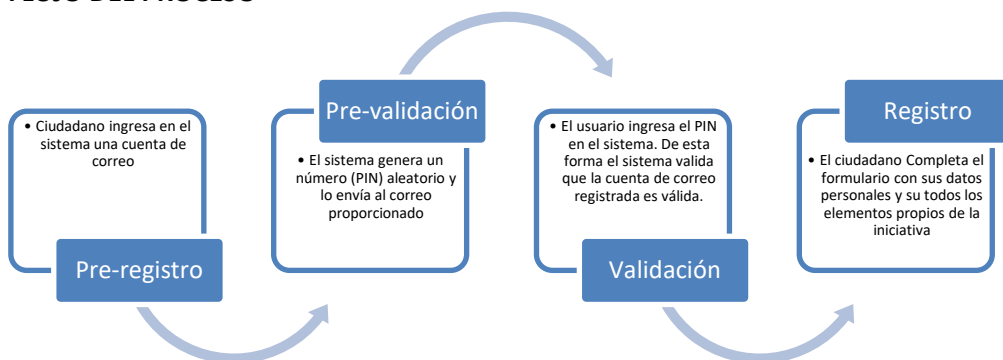 FLUJO DEL PROCESO
• Ciudadano ingresa en el
sistema una cuenta de
correo
Pre-registro
Pre-validación
• El sistema genera un
número (PIN) aleatorio y
lo envía al correo
proporcionado
• El usuario ingresa el PIN
en el sistema. De esta
forma el sistema valida
que la cuenta de correo
registrada es válida.
Validación
Registro
• El ciudadano Completa el
formulario con sus datos
personales y su todos los
elementos propios de la
iniciativa